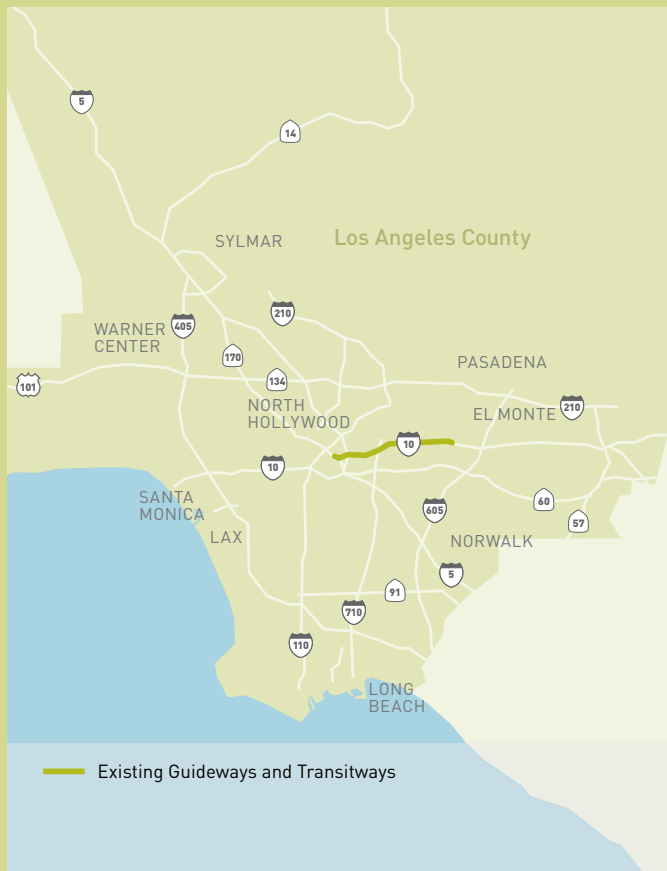 5
14
SYLMAR
Los Angeles County
210
405
WARNER
CENTER
170
134
101
PASADENA
NORTH
HOLLYWOOD
EL MONTE
210
10
10
SANTA
MONICA
60
605
57
LAX
NORWALK
5
91
710
110
LONG
BEACH
Existing Guideways and Transitways